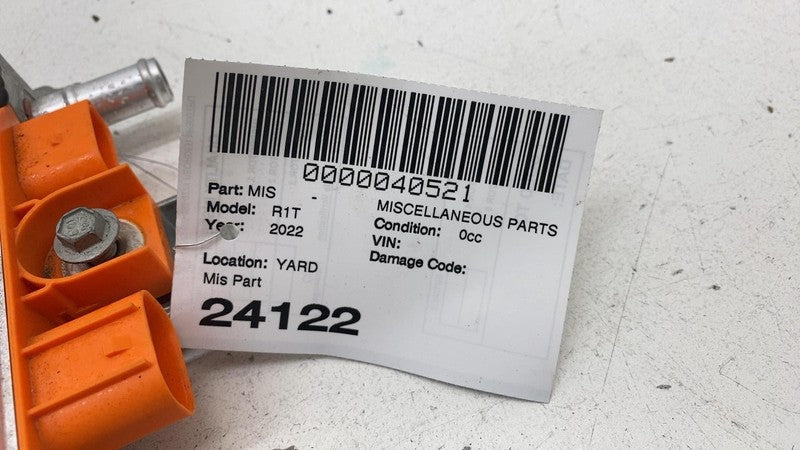 0000040521
Part: MIS - MISCELLANEOUS PARTS
Model: R1T Condition: 0cc
Year: 2022 VIN:
Damage Code:
Location: YARD
Mis Part
24122